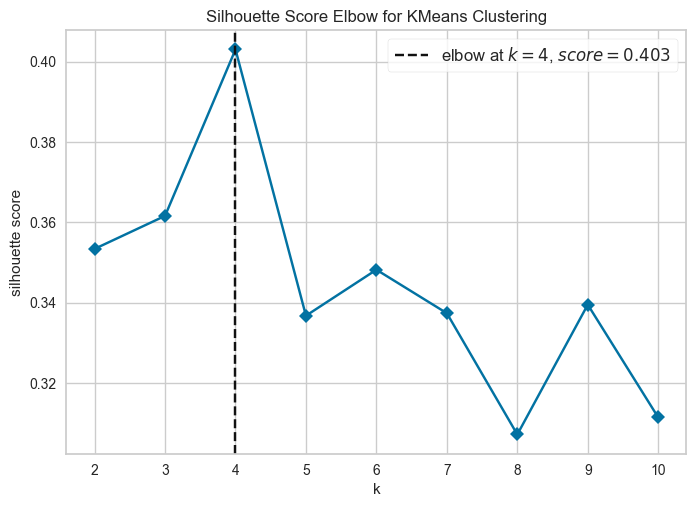 Silhouette Score Elbow for KMeans Clustering
elbow at k = 4, score = 0.403
silhouette score
0.40
0.38
0.36
0.34
0.32
2 3 4 5 6 7 8 9 10
k